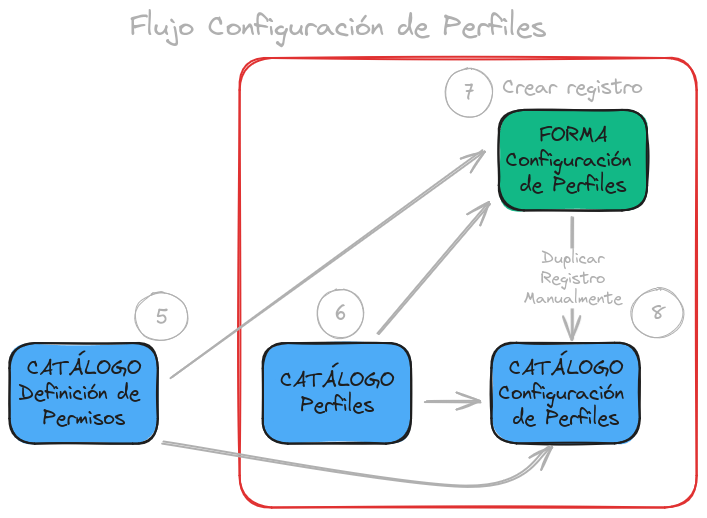 Flujo Configuración de Perfiles
7
Crear registro
FORMA
Configuración
de Perfiles
Duplicar
Registro
Manualmente
5
6
8
CATÁLOGO
Definición de
Permisos
CATÁLOGO
Perfiles
CATÁLOGO
Configuración
de Perfiles